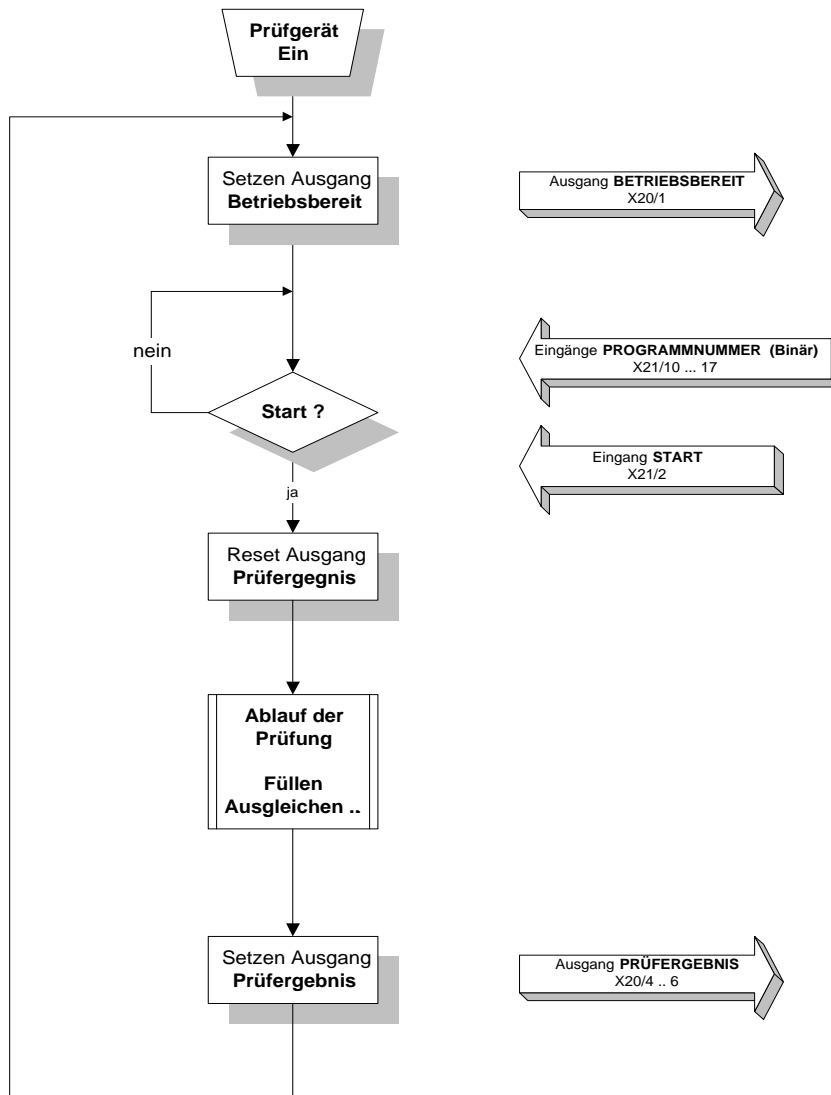 Prüfgerät
Ein
Setzen Ausgang
Betriebsbereit
Ausgang BETRIEBSBEREIT
X20/1
nein
Eingänge PROGRAMMNUMMER (Binär)
X21/10 ... 17
Start ?
Eingang START
X21/2
ja
Reset Ausgang
Prüfergegnis
Ablauf der
Prüfung
Füllen
Ausgleichen ..
Setzen Ausgang
Prüfergebnis
Ausgang PRÜFERGEBNIS
X20/4 .. 6